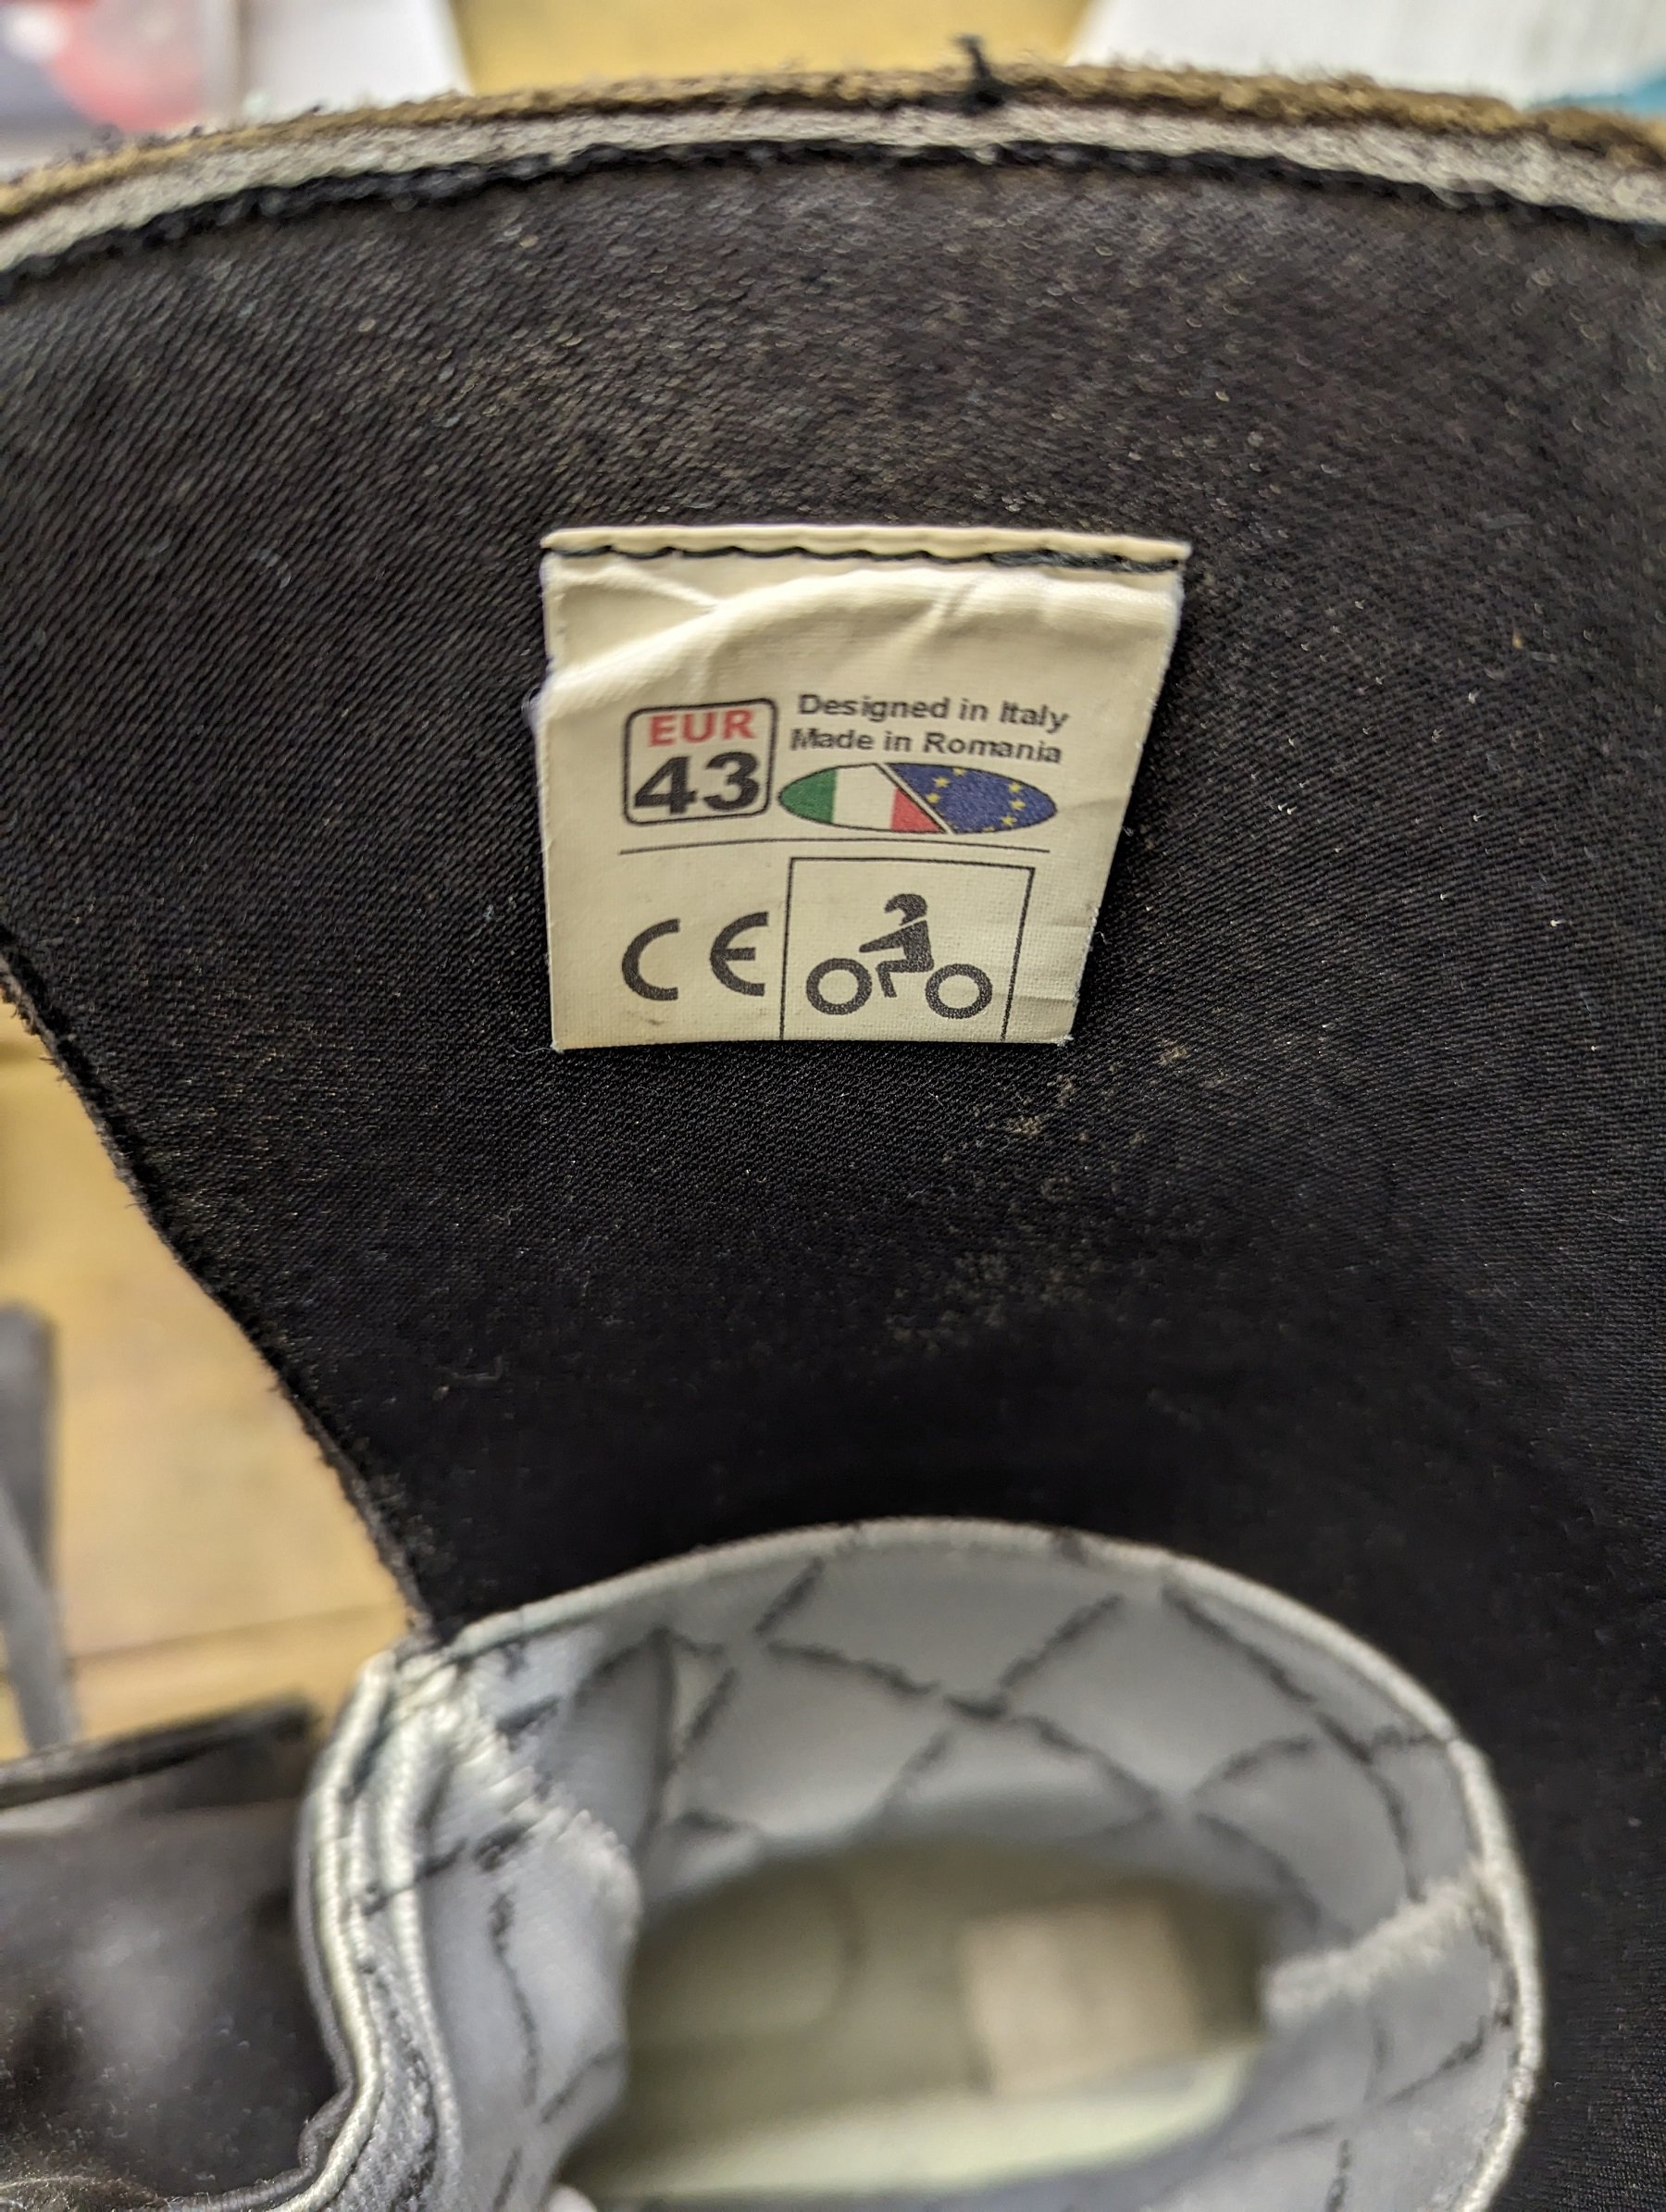 EUR
43
Designed in Italy
Made in Romania
CE